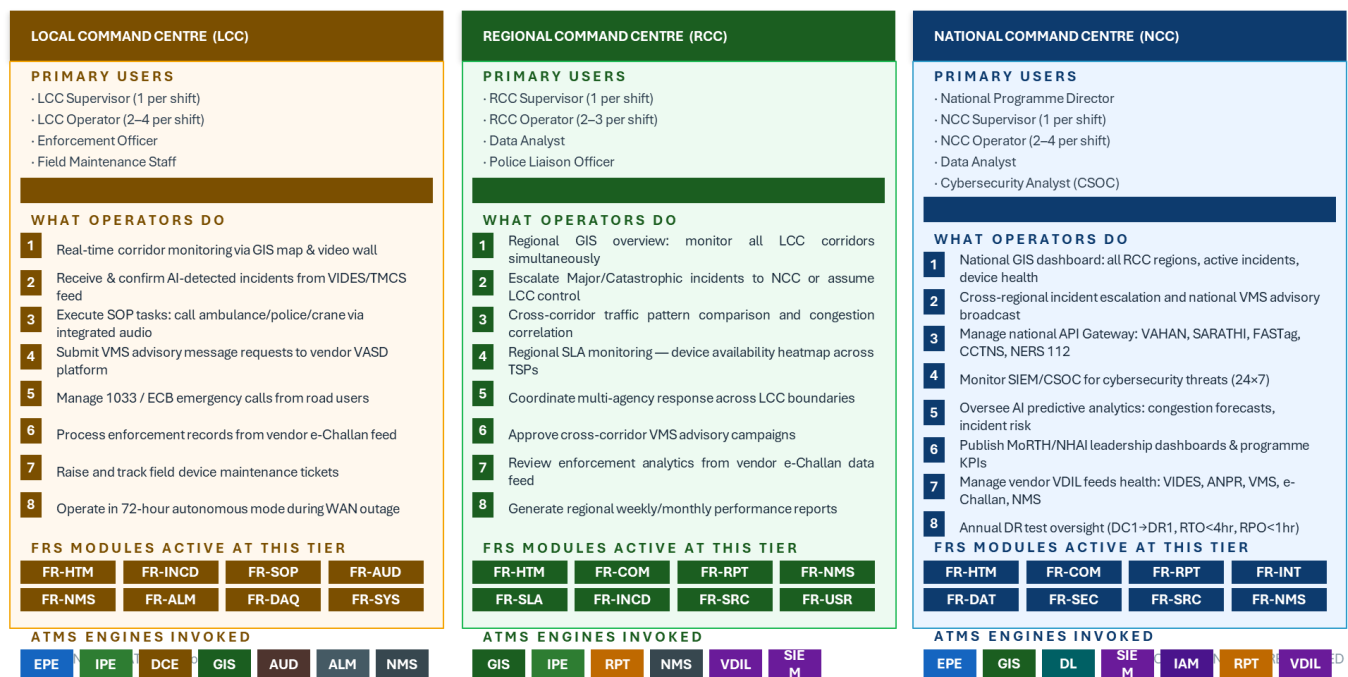 LOCAL COMMAND CENTRE (LCC)
PRIMARY USERS
· LCC Supervisor (1 per shift)
· LCC Operator (2–4 per shift)
· Enforcement Officer
· Field Maintenance Staff
WHAT OPERATORS DO
1 Real-time corridor monitoring via GIS map & video wall
2 Receive & confirm AI-detected incidents from VIDES/TMCS
feed
3 Execute SOP tasks: call ambulance/police/crane via
integrated audio
4 Submit VMS advisory message requests to vendor VASD
platform
5 Manage 1033 / ECB emergency calls from road users
6 Process enforcement records from vendor e-Challan feed
7 Raise and track field device maintenance tickets
8 Operate in 72-hour autonomous mode during WAN outage
FRS MODULES ACTIVE AT THIS TIER
FR-HTM FR-INCD FR-SOP FR-AUD
FR-NMS FR-ALM FR-DAQ FR-SYS
ATMS ENGINES INVOKED
EPE IPE DCE GIS AUD ALM NMS
REGIONAL COMMAND CENTRE (RCC)
PRIMARY USERS
· RCC Supervisor (1 per shift)
· RCC Operator (2–3 per shift)
· Data Analyst
· Police Liaison Officer
WHAT OPERATORS DO
1 Regional GIS overview: monitor all LCC corridors
simultaneously
2 Escalate Major/Catastrophic incidents to NCC or assume
LCC control
3 Cross-corridor traffic pattern comparison and congestion
correlation
4 Regional SLA monitoring — device availability heatmap across
TSPs
5 Coordinate multi-agency response across LCC boundaries
6 Approve cross-corridor VMS advisory campaigns
7 Review enforcement analytics from vendor e-Challan data
feed
8 Generate regional weekly/monthly performance reports
FRS MODULES ACTIVE AT THIS TIER
FR-HTM FR-COM FR-RPT FR-NMS
FR-SLA FR-INCD FR-SRC FR-USR
ATMS ENGINES INVOKED
GIS IPE RPT NMS VDIL SIE
M
NATIONAL COMMAND CENTRE (NCC)
PRIMARY USERS
· National Programme Director
· NCC Supervisor (1 per shift)
· NCC Operator (2–4 per shift)
· Data Analyst
· Cybersecurity Analyst (CSOC)
WHAT OPERATORS DO
1 National GIS dashboard: all RCC regions, active incidents,
device health
2 Cross-regional incident escalation and national VMS advisory
broadcast
3 Manage national API Gateway: VAHAN, SARATHI, FASTag,
CCTNS, NERS 112
4 Monitor SIEM/CSOC for cybersecurity threats (24×7)
5 Oversee AI predictive analytics: congestion forecasts,
incident risk
6 Publish MoRTH/NHAI leadership dashboards & programme
KPIs
7 Manage vendor VDIL feeds health: VIDES, ANPR, VMS, e-
Challan, NMS
8 Annual DR test oversight (DC1→DR1, RTO<4hr, RPO<1hr)
FRS MODULES ACTIVE AT THIS TIER
FR-HTM FR-COM FR-RPT FR-INT
FR-DAT FR-SEC FR-SRC FR-NMS
ATMS ENGINES INVOKED
EPE GIS DL SIE
M IAM RPT VDIL